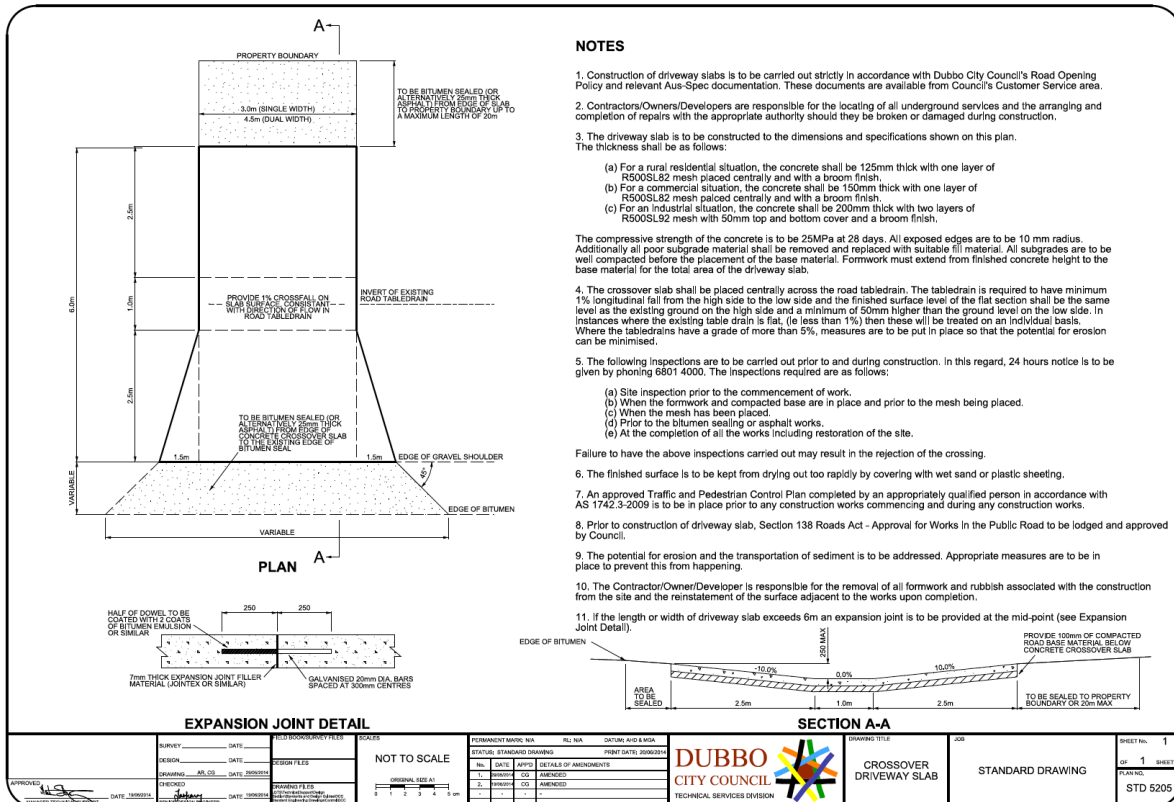 A
PROPERTY BOUNDARY
3.0m (SINGLE WIDTH)
4.5m (DUAL WIDTH)
TO BE BITUMEN SEALED (OR
ALTERNATIVELY 25mm THICK
ASPHALT) FROM EDGE OF SLAB
TO PROPERTY BOUNDARY UP TO
A MAXIMUM LENGTH OF 20m
2.5m
6.0m
1.0m
PROVIDE 1% CROSSFALL ON
SLAB SURFACE, CONSISTANT
WITH DIRECTION OF FLOW IN
ROAD TABLEDRAIN
INVERT OF EXISTING
ROAD TABLEDRAIN
2.5m
TO BE BITUMEN SEALED (OR
ALTERNATIVELY 25mm THICK
ASPHALT) FROM EDGE OF
CONCRETE CROSSOVER SLAB
TO THE EXISTING EDGE OF
BITUMEN SEAL
1.5m
1.5m
EDGE OF GRAVEL SHOULDER
VARIABLE
45°
EDGE OF BITUMEN
VARIABLE
PLAN
A
250
250
HALF OF DOWEL TO BE
COATED WITH 2 COATS
OF BITUMEN EMULSION
OR SIMILAR
7mm THICK EXPANSION JOINT FILLER
MATERIAL (JOINTEX OR SIMILAR)
GALVANISED 20mm DIA. BARS
SPACED AT 300mm CENTRES
EXPANSION JOINT DETAIL
NOTES
1. Construction of driveway slabs is to be carried out strictly in accordance with Dubbo City Council's Road Opening
Policy and relevant Aus-Spec documentation. These documents are available from Council's Customer Service area.
2. Contractors/Owners/Developers are responsible for the locating of all underground services and the arranging and
completion of repairs with the appropriate authority should they be broken or damaged during construction.
3. The driveway slab is to be constructed to the dimensions and specifications shown on this plan.
The thickness shall be as follows:
(a) For a rural residential situation, the concrete shall be 125mm thick with one layer of
R500SL82 mesh placed centrally and with a broom finish.
(b) For a commercial situation, the concrete shall be 150mm thick with one layer of
R500SL82 mesh palced centrally and with a broom finish.
(c) For an industrial situation, the concrete shall be 200mm thick with two layers of
R500SL92 mesh with 50mm top and bottom cover and a broom finish.
The compressive strength of the concrete is to be 25MPa at 28 days. All exposed edges are to be 10 mm radius.
Additionally all poor subgrade material shall be removed and replaced with suitable fill material. All subgrades are to be
well compacted before the placement of the base material. Formwork must extend from finished concrete height to the
base material for the total area of the driveway slab.
4. The crossover slab shall be placed centrally across the road tabledrain. The tabledrain is required to have minimum
1% longitudinal fall from the high side to the low side and the finished surface level of the flat section shall be the same
level as the existing ground on the high side and a minimum of 50mm higher than the ground level on the low side. In
instances where the existing table drain is flat, (ie less than 1%) then these will be treated on an individual basis.
Where the tabledrains have a grade of more than 5%, measures are to be put in place so that the potential for erosion
can be minimised.
5. The following inspections are to be carried out prior to and during construction. In this regard, 24 hours notice is to be
given by phoning 6801 4000. The inspections required are as follows:
(a) Site inspection prior to the commencement of work.
(b) When the formwork and compacted base are in place and prior to the mesh being placed.
(c) When the mesh has been placed.
(d) Prior to the bitumen sealing or asphalt works.
(e) At the completion of all the works including restoration of the site.
Failure to have the above inspections carried out may result in the rejection of the crossing.
6. The finished surface is to be kept from drying out too rapidly by covering with wet sand or plastic sheeting.
7. An approved Traffic and Pedestrian Control Plan completed by an appropriately qualified person in accordance with
AS 1742.3-2009 is to be in place prior to any construction works commencing and during any construction works.
8. Prior to construction of driveway slab, Section 138 Roads Act - Approval for Works in the Public Road to be lodged and approved
by Council.
9. The potential for erosion and the transportation of sediment is to be addressed. Appropriate measures are to be in
place to prevent this from happening.
10. The Contractor/Owner/Developer is responsible for the removal of all formwork and rubbish associated with the construction
from the site and the reinstatement of the surface adjacent to the works upon completion.
11. If the length or width of driveway slab exceeds 6m an expansion joint is to be provided at the mid-point (see Expansion
Joint Detail).
EDGE OF BITUMEN
250 MAX
PROVIDE 100mm OF COMPACTED
ROAD BASE MATERIAL BELOW
CONCRETE CROSSOVER SLAB
-10.0%
0.0%
10.0%
AREA
TO BE
SEALED
2.5m
1.0m
2.5m
TO BE SEALED TO PROPERTY
BOUNDARY OR 20m MAX
SECTION A-A
APPROVED
DATE 19/06/2014
SURVEY DATE
DESIGN DATE
DRAWING AR, CG DATE
CHECKED
DATE
FIELD BOOK/SURVEY FILES
DESIGN FILES
DRAWING FILES
SCALES
NOT TO SCALE
ORIGINAL SIZE A1
0 1 2 3 4 5 cm
PERMANENT MARK: N/A RL: N/A DATUM: AHD & MGA
STATUS: STANDARD DRAWING PRINT DATE: 20/06/2014
No. DATE APP'D DETAILS OF AMENDMENTS
1. CG AMENDED
2. CG AMENDED
- - - -
DUBBO
CITY COUNCIL
TECHNICAL SERVICES DIVISION
DRAWING TITLE
CROSSOVER
DRIVEWAY SLAB
JOB
STANDARD DRAWING
SHEET No. 1
OF 1 SHEET
PLAN NO.
STD 5209